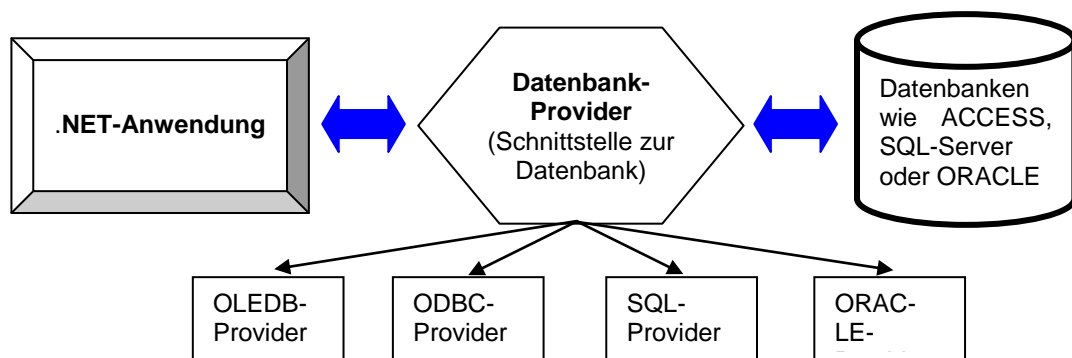 .NET-Anwendung
Datenbank-
Provider
(Schnittstelle zur
Datenbank)
Datenbanken
wie ACCESS,
SQL-Server
oder ORACLE
OLEDB-
Provider
ODBC-
Provider
SQL-
Provider
ORAC-
LE-